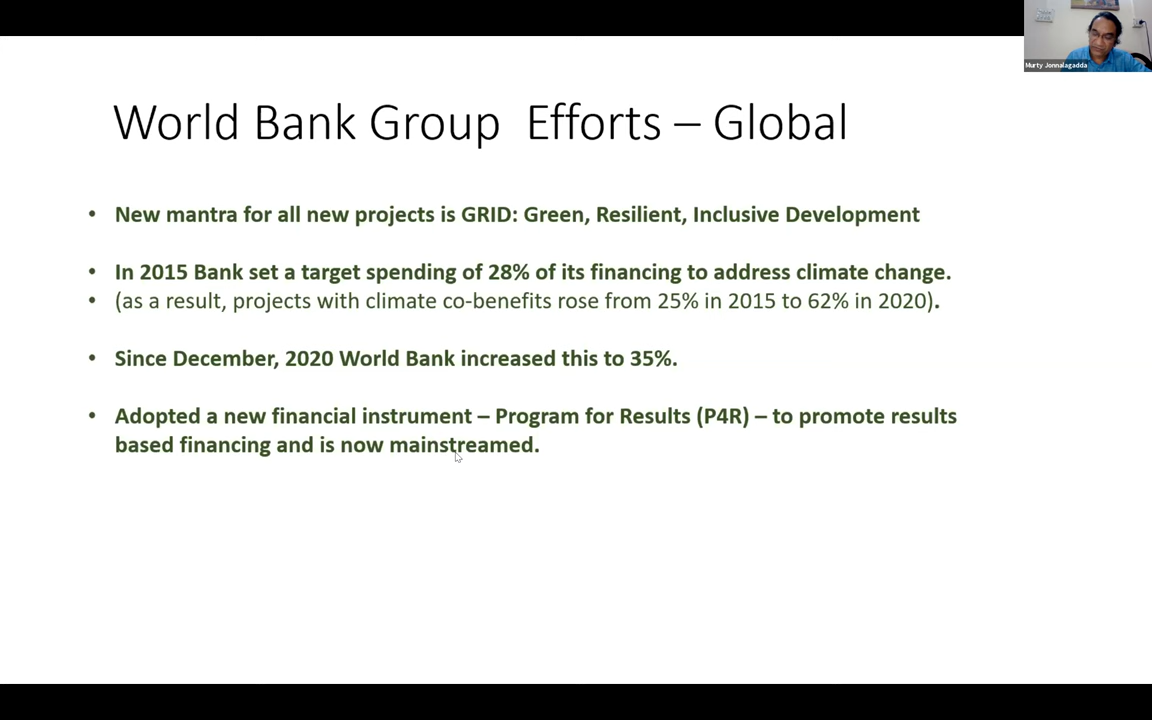 World Bank Group Efforts – Global
• New mantra for all new projects is GRID: Green, Resilient, Inclusive Development
• In 2015 Bank set a target spending of 28% of its financing to address climate change.
• (as a result, projects with climate co-benefits rose from 25% in 2015 to 62% in 2020).
• Since December, 2020 World Bank increased this to 35%.
• Adopted a new financial instrument – Program for Results (P4R) – to promote results
based financing and is now mainstreamed.
Murty Jonnalagadda